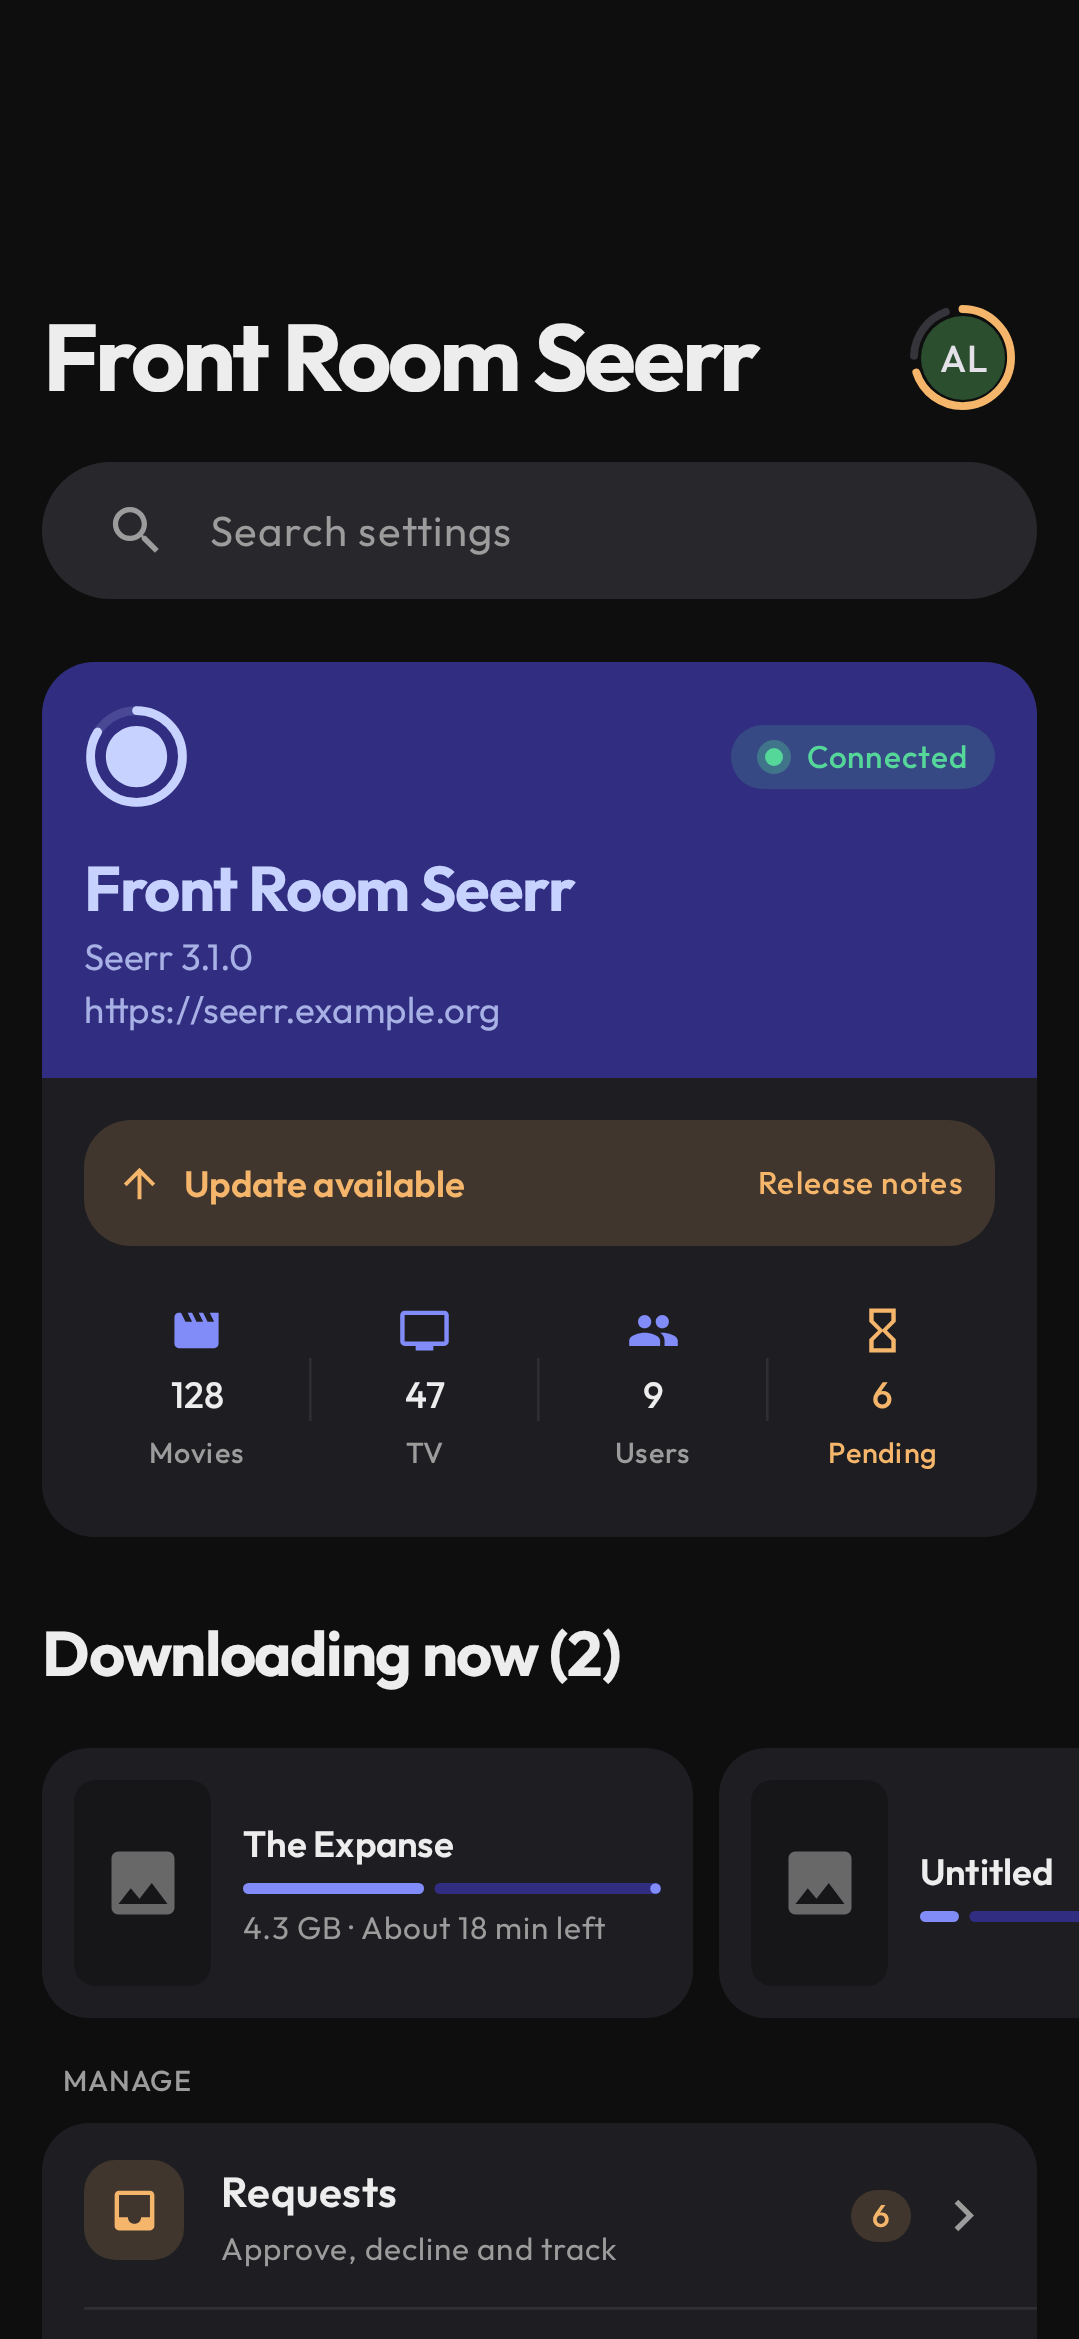 Front Room Seerr
AL
Search settings
Connected
Front Room Seerr
Seerr 3.1.0
https://seerr.example.org
Update available
Release notes
128
47
9
6
Movies
TV
Users
Pending
Downloading now (2)
The Expanse
4.3 GB · About 18 min left
Untitled
MANAGE
Requests
Approve, decline and track
6